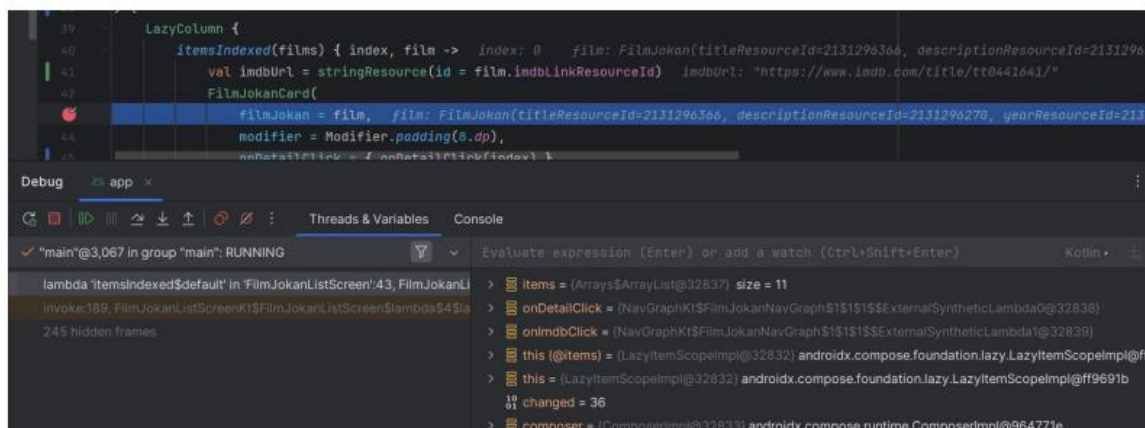 39 LazyColumn {
40 itemsIndexed(films) { index, film -> index: 0 film: FilmJokan(titleResourceId=2131296366, descriptionResourceId=2131296
41 val imdbUrl = stringResource(id = film.imdbLinkResourceId) imdbUrl: "https://www.imdb.com/title/tt0441641/"
42 FilmJokanCard(
filmJokan = film, film: FilmJokan(titleResourceId=2131296366, descriptionResourceId=2131296270, yearResourceId=213
44 modifier = Modifier.padding(8.dp),
45 onDetailClick = { onDetailClick(index) }
Debug app
Threads & Variables Console
"main"@3,067 in group "main": RUNNING
Evaluate expression (Enter) or add a watch (Ctrl+Shift+Enter) Kotlin
lambda 'itemsIndexed$default' in 'FilmJokanListScreen':43, FilmJokanLi
invoke:189, FilmJokanListScreenKt$FilmJokanListScreen$lambda$4$la
245 hidden frames
items = {Arrays$ArrayList@32837} size = 11
onDetailClick = {NavGraphKt$FilmJokanNavGraph$1$1$1$$ExternalSyntheticLambda0@32838}
onImdbClick = {NavGraphKt$FilmJokanNavGraph$1$1$1$$ExternalSyntheticLambda1@32839}
this (@items) = {LazyItemScopeImpl@32832} androidx.compose.foundation.lazy.LazyItemScopeImpl@ff
this = {LazyItemScopeImpl@32832} androidx.compose.foundation.lazy.LazyItemScopeImpl@ff9691b
changed = 36
composer = {ComposerImpl@32833} androidx.compose.runtime.ComposerImpl@964771e